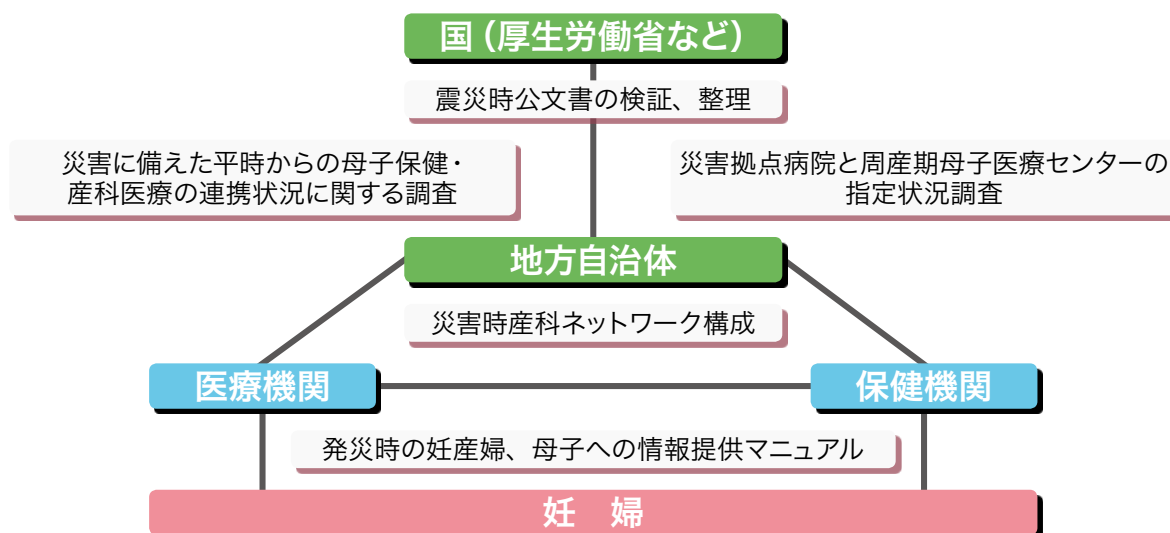 国（厚生労働省など）
震災時公文書の検証、整理
災害に備えた平時からの母子保健・
産科医療の連携状況に関する調査
災害拠点病院と周産期母子医療センターの
指定状況調査
地方自治体
災害時産科ネットワーク構成
医療機関
保健機関
発災時の妊産婦、母子への情報提供マニュアル
妊　婦